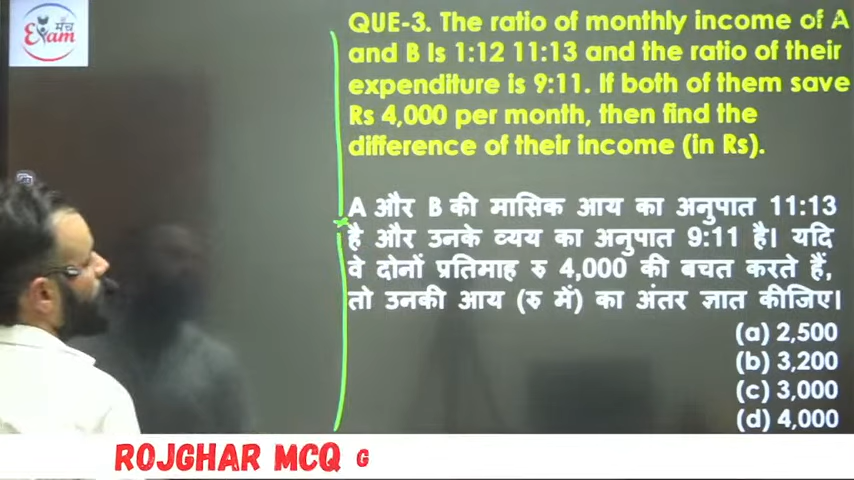 मंच
Exam
QUE-3. The ratio of monthly income of A
and B Is 1:12 11:13 and the ratio of their
expenditure is 9:11. If both of them save
Rs 4,000 per month, then find the
difference of their income (in Rs).
A और B की मासिक आय का अनुपात 11:13
है और उनके व्यय का अनुपात 9:11 है। यदि
वे दोनों प्रतिमाह रु 4,000 की बचत करते हैं,
तो उनकी आय (रु में) का अंतर ज्ञात कीजिए।
(a) 2,500
(b) 3,200
(c) 3,000
(d) 4,000
ROJGHAR MCQ G